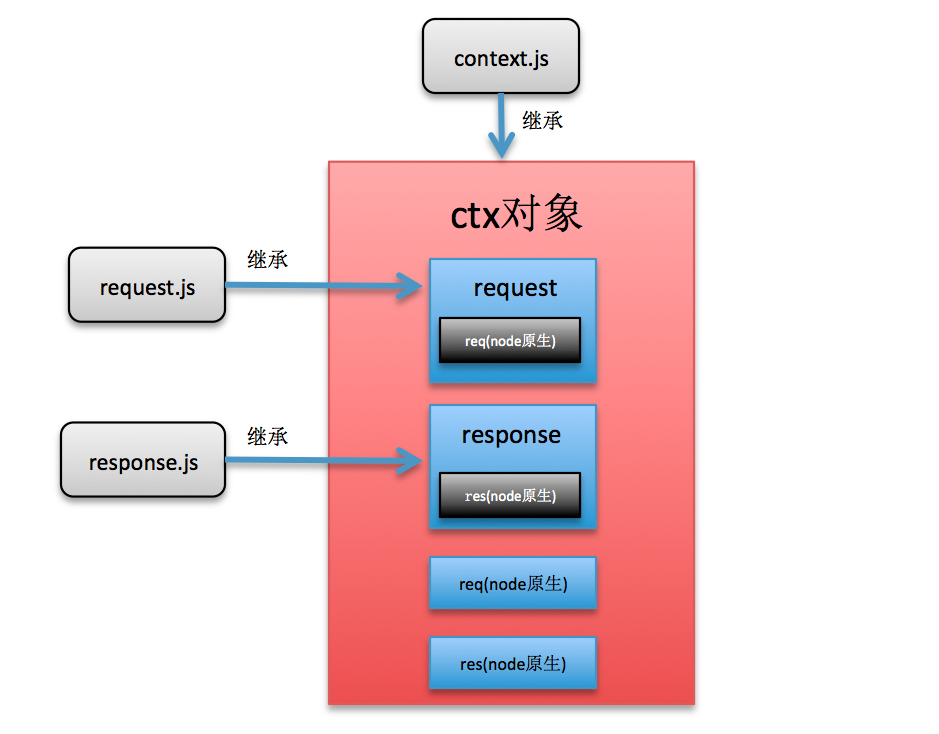 context.js
继承
ctx对象
继承
request.js
request
req(node原生)
继承
response.js
response
res(node原生)
req(node原生)
res(node原生)